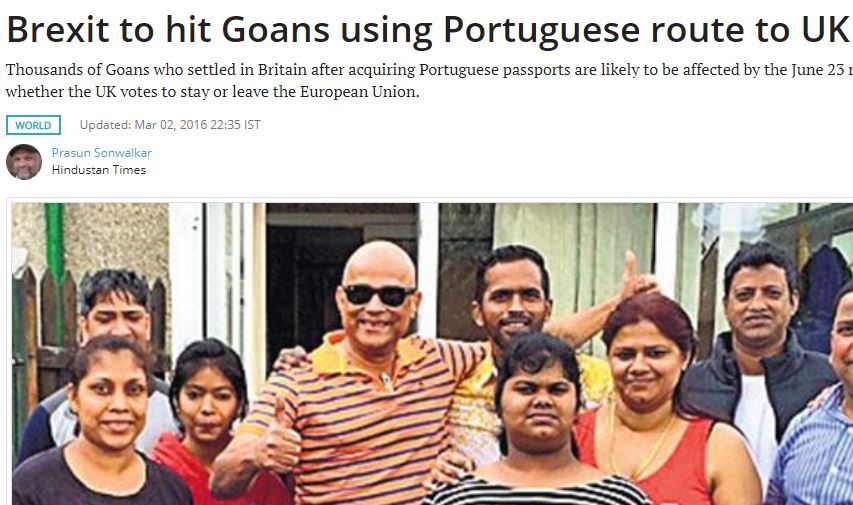 Brexit to hit Goans using Portuguese route to UK
Thousands of Goans who settled in Britain after acquiring Portuguese passports are likely to be affected by the June 23
whether the UK votes to stay or leave the European Union.
WORLD Updated: Mar 02, 2016 22:35 IST
Prasun Sonwalkar
Hindustan Times